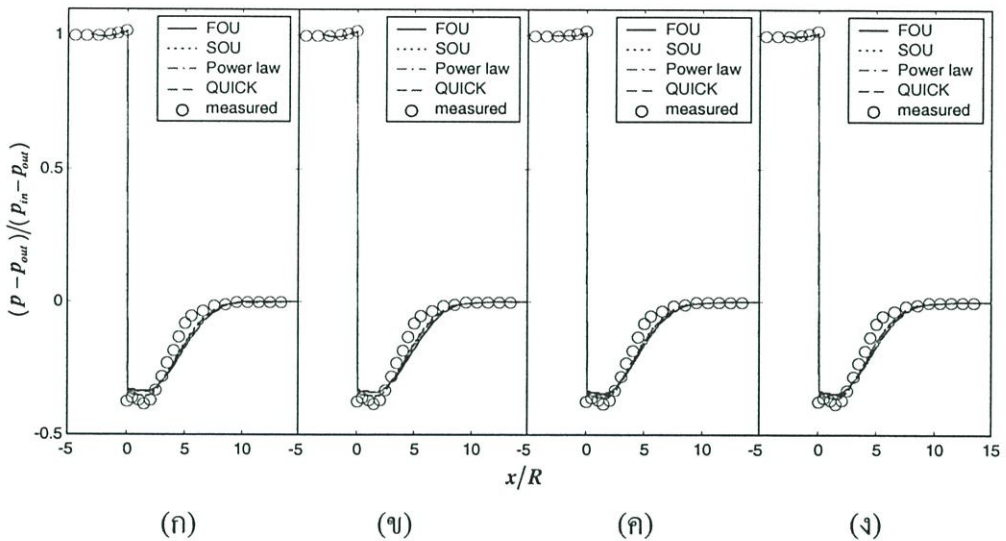 FOU
SOU
Power law
QUICK
measured
FOU
SOU
Power law
QUICK
measured
FOU
SOU
Power law
QUICK
measured
FOU
SOU
Power law
QUICK
measured
1
0.5
0
-0.5
(p-p_out)/(p_in-p_out)
-5 0 5 10 -5 0 5 10 -5 0 5 10 -5 0 5 10 15
x/R
(ก) (ข) (ค) (ง)